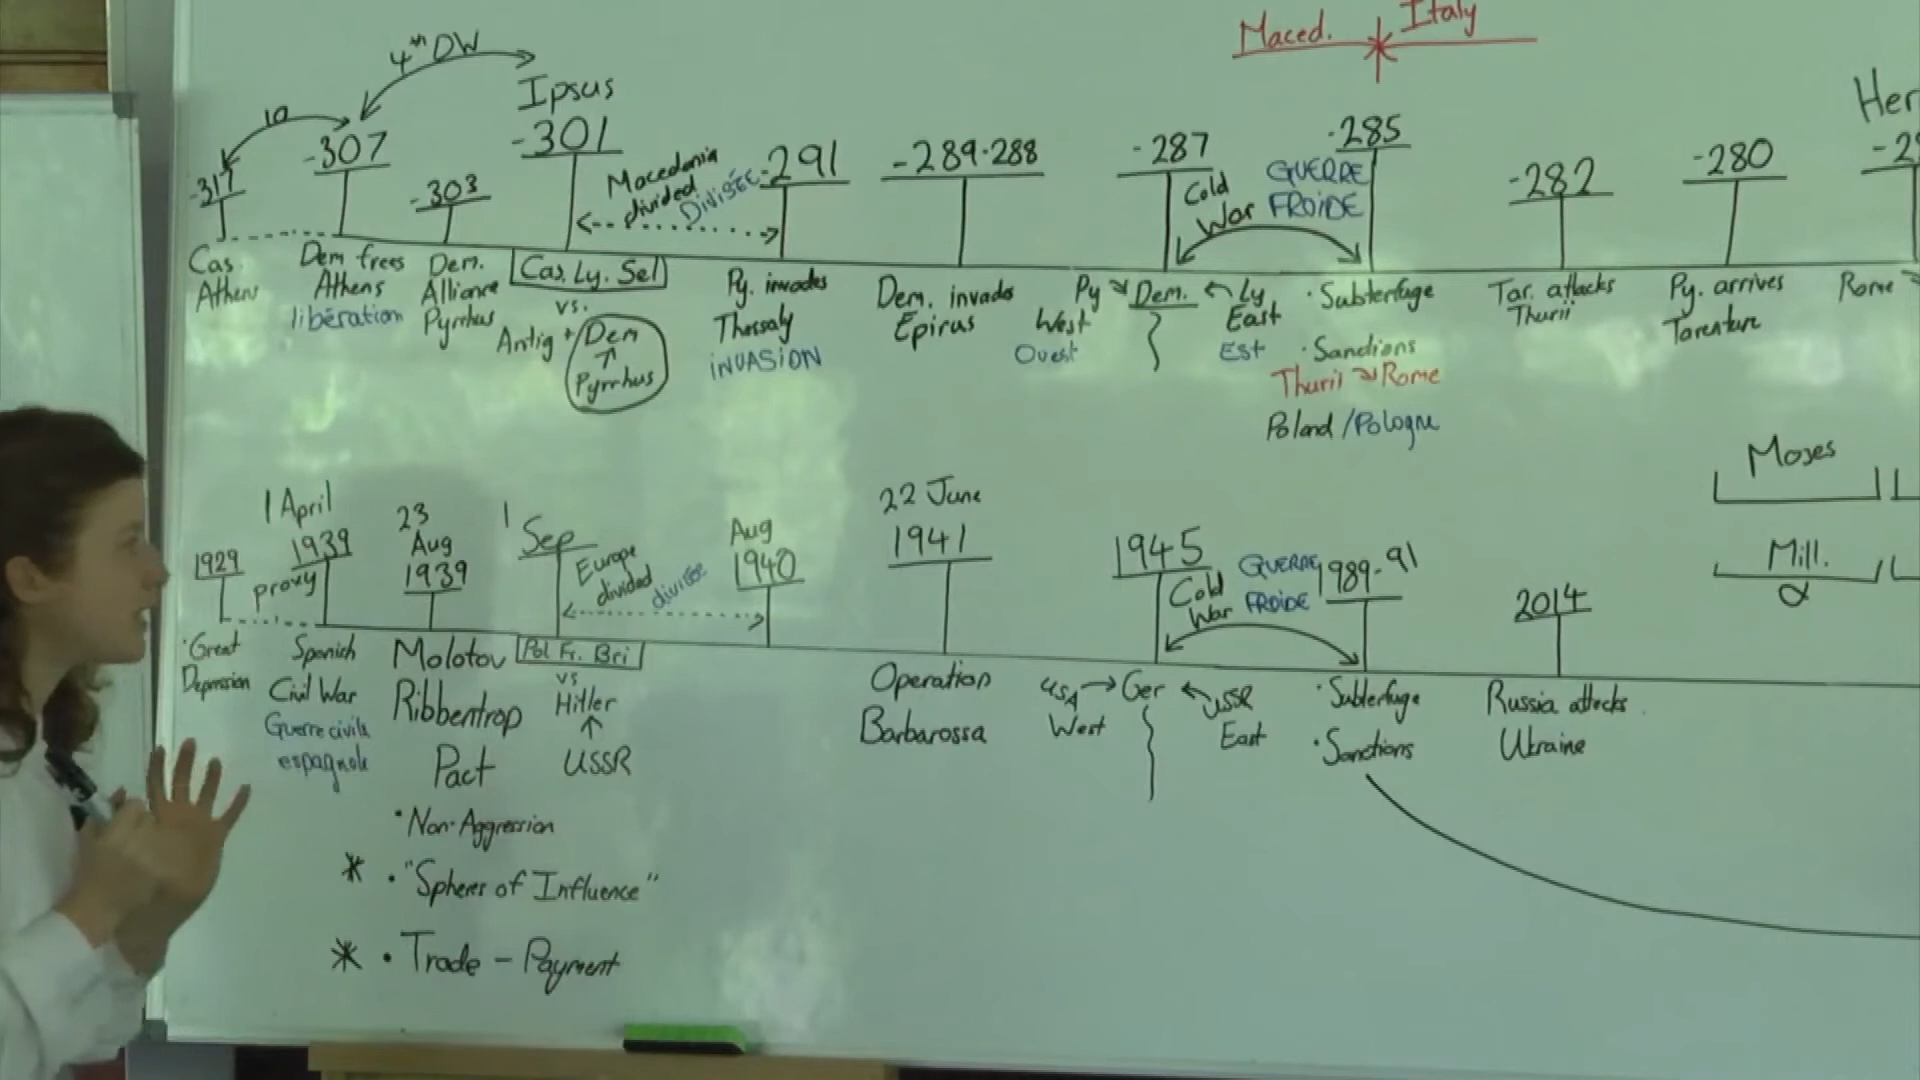 Maced. Italy
4th DW
10
Ipsus
Her
-317
-307
-303
-301
Macedonia
divided
DIVISÉE
-291
-289-288
-287
Cold
War
GUERRE
FROIDE
-285
-282
-280
Cas.
Athens
Dem frees
Athens
libération
Dem.
Alliance
Pyrrhus
Cas. Ly. Sel
vs.
Antig + Dem
Pyrrhus
Py. invades
Thessaly
INVASION
Dem. invades
Epirus
Py Dem. Ly
West East
Ouest Est
· Subterfuge
· Sanctions
Thurii Rome
Poland / Pologne
Tar. attacks
Thurii
Py. arrives
Tarentum
Rome
Moses
Mill.
α
1929
proxy
1 April
1939
23
Aug
1939
1
Sep
Europe
divided
divisée
Aug
1940
22 June
1941
1945
Cold
War
GUERRE
FROIDE
1989-91
2014
· Great
Depression
Spanish
Civil War
Guerre civile
espagnole
Molotov
Ribbentrop
Pact
· Non-Aggression
* · "Spheres of Influence"
* · Trade - Payment
Pol Fr. Bri
vs
Hitler
USSR
Operation
Barbarossa
USA → Ger ← USSR
West East
· Subterfuge
· Sanctions
Russia attacks
Ukraine